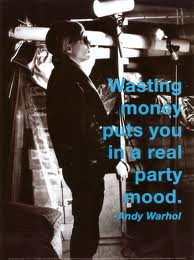 Wasting
money
puts you
in a real
party
mood.
-Andy Warhol